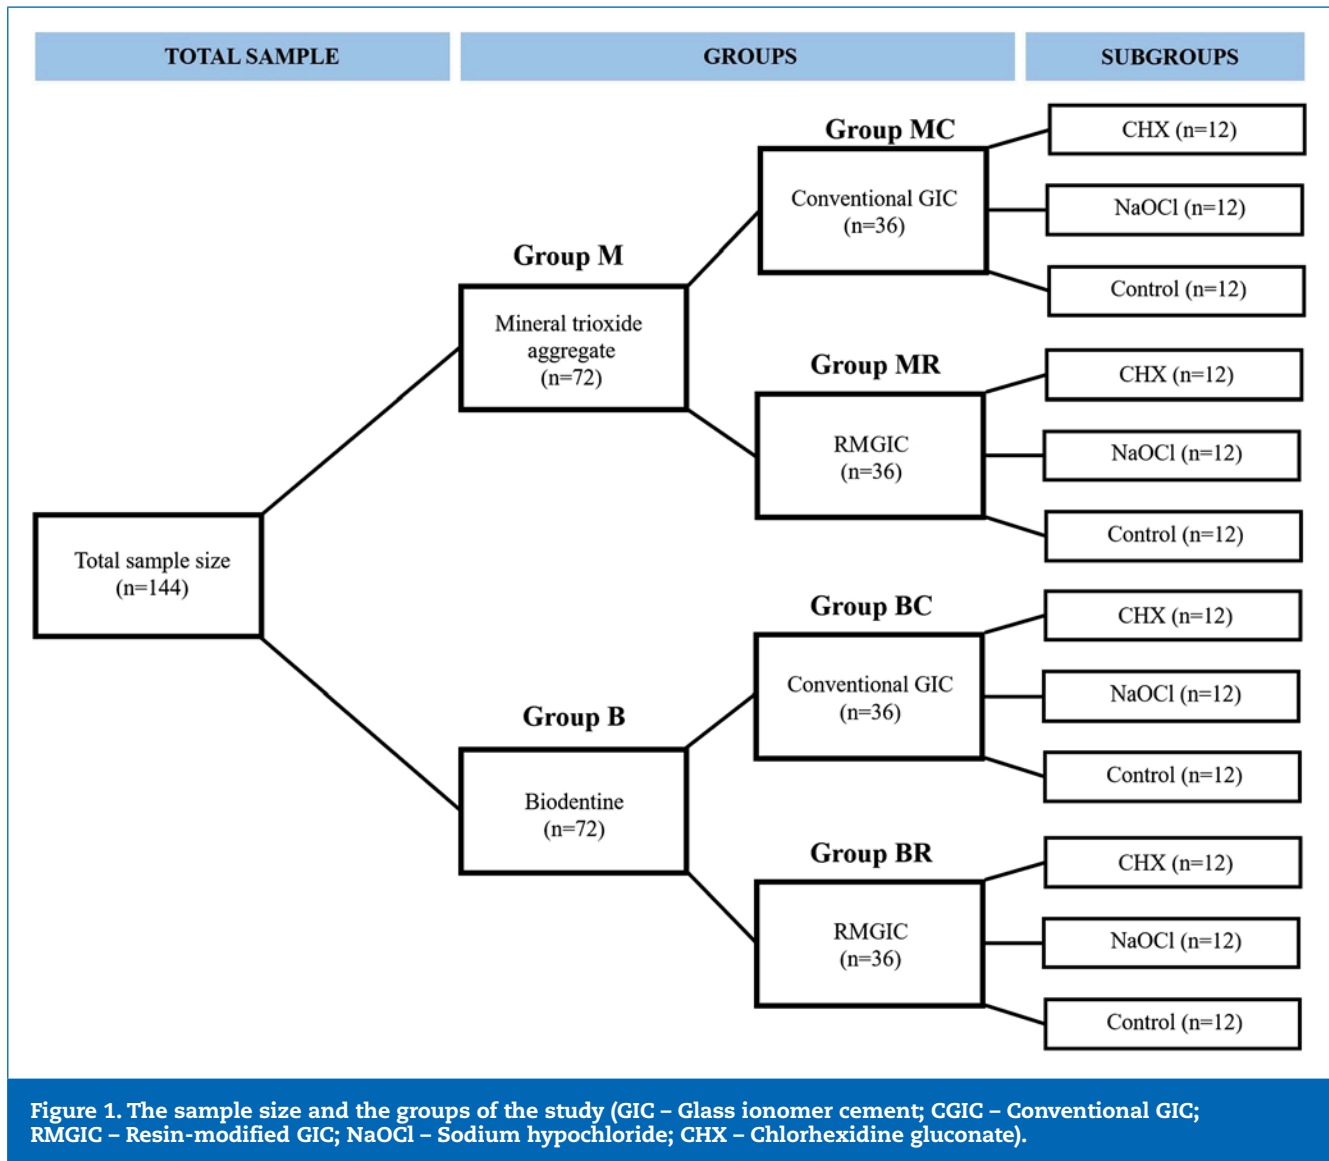 TOTAL SAMPLE
GROUPS
SUBGROUPS
Total sample size
(n=144)
Group M
Mineral trioxide
aggregate
(n=72)
Group B
Biodentine
(n=72)
Group MC
Conventional GIC
(n=36)
Group MR
RMGIC
(n=36)
Group BC
Conventional GIC
(n=36)
Group BR
RMGIC
(n=36)
CHX (n=12)
NaOCl (n=12)
Control (n=12)
CHX (n=12)
NaOCl (n=12)
Control (n=12)
CHX (n=12)
NaOCl (n=12)
Control (n=12)
CHX (n=12)
NaOCl (n=12)
Control (n=12)
Figure 1. The sample size and the groups of the study (GIC – Glass ionomer cement; CGIC – Conventional GIC;
RMGIC – Resin-modified GIC; NaOCl – Sodium hypochloride; CHX – Chlorhexidine gluconate).